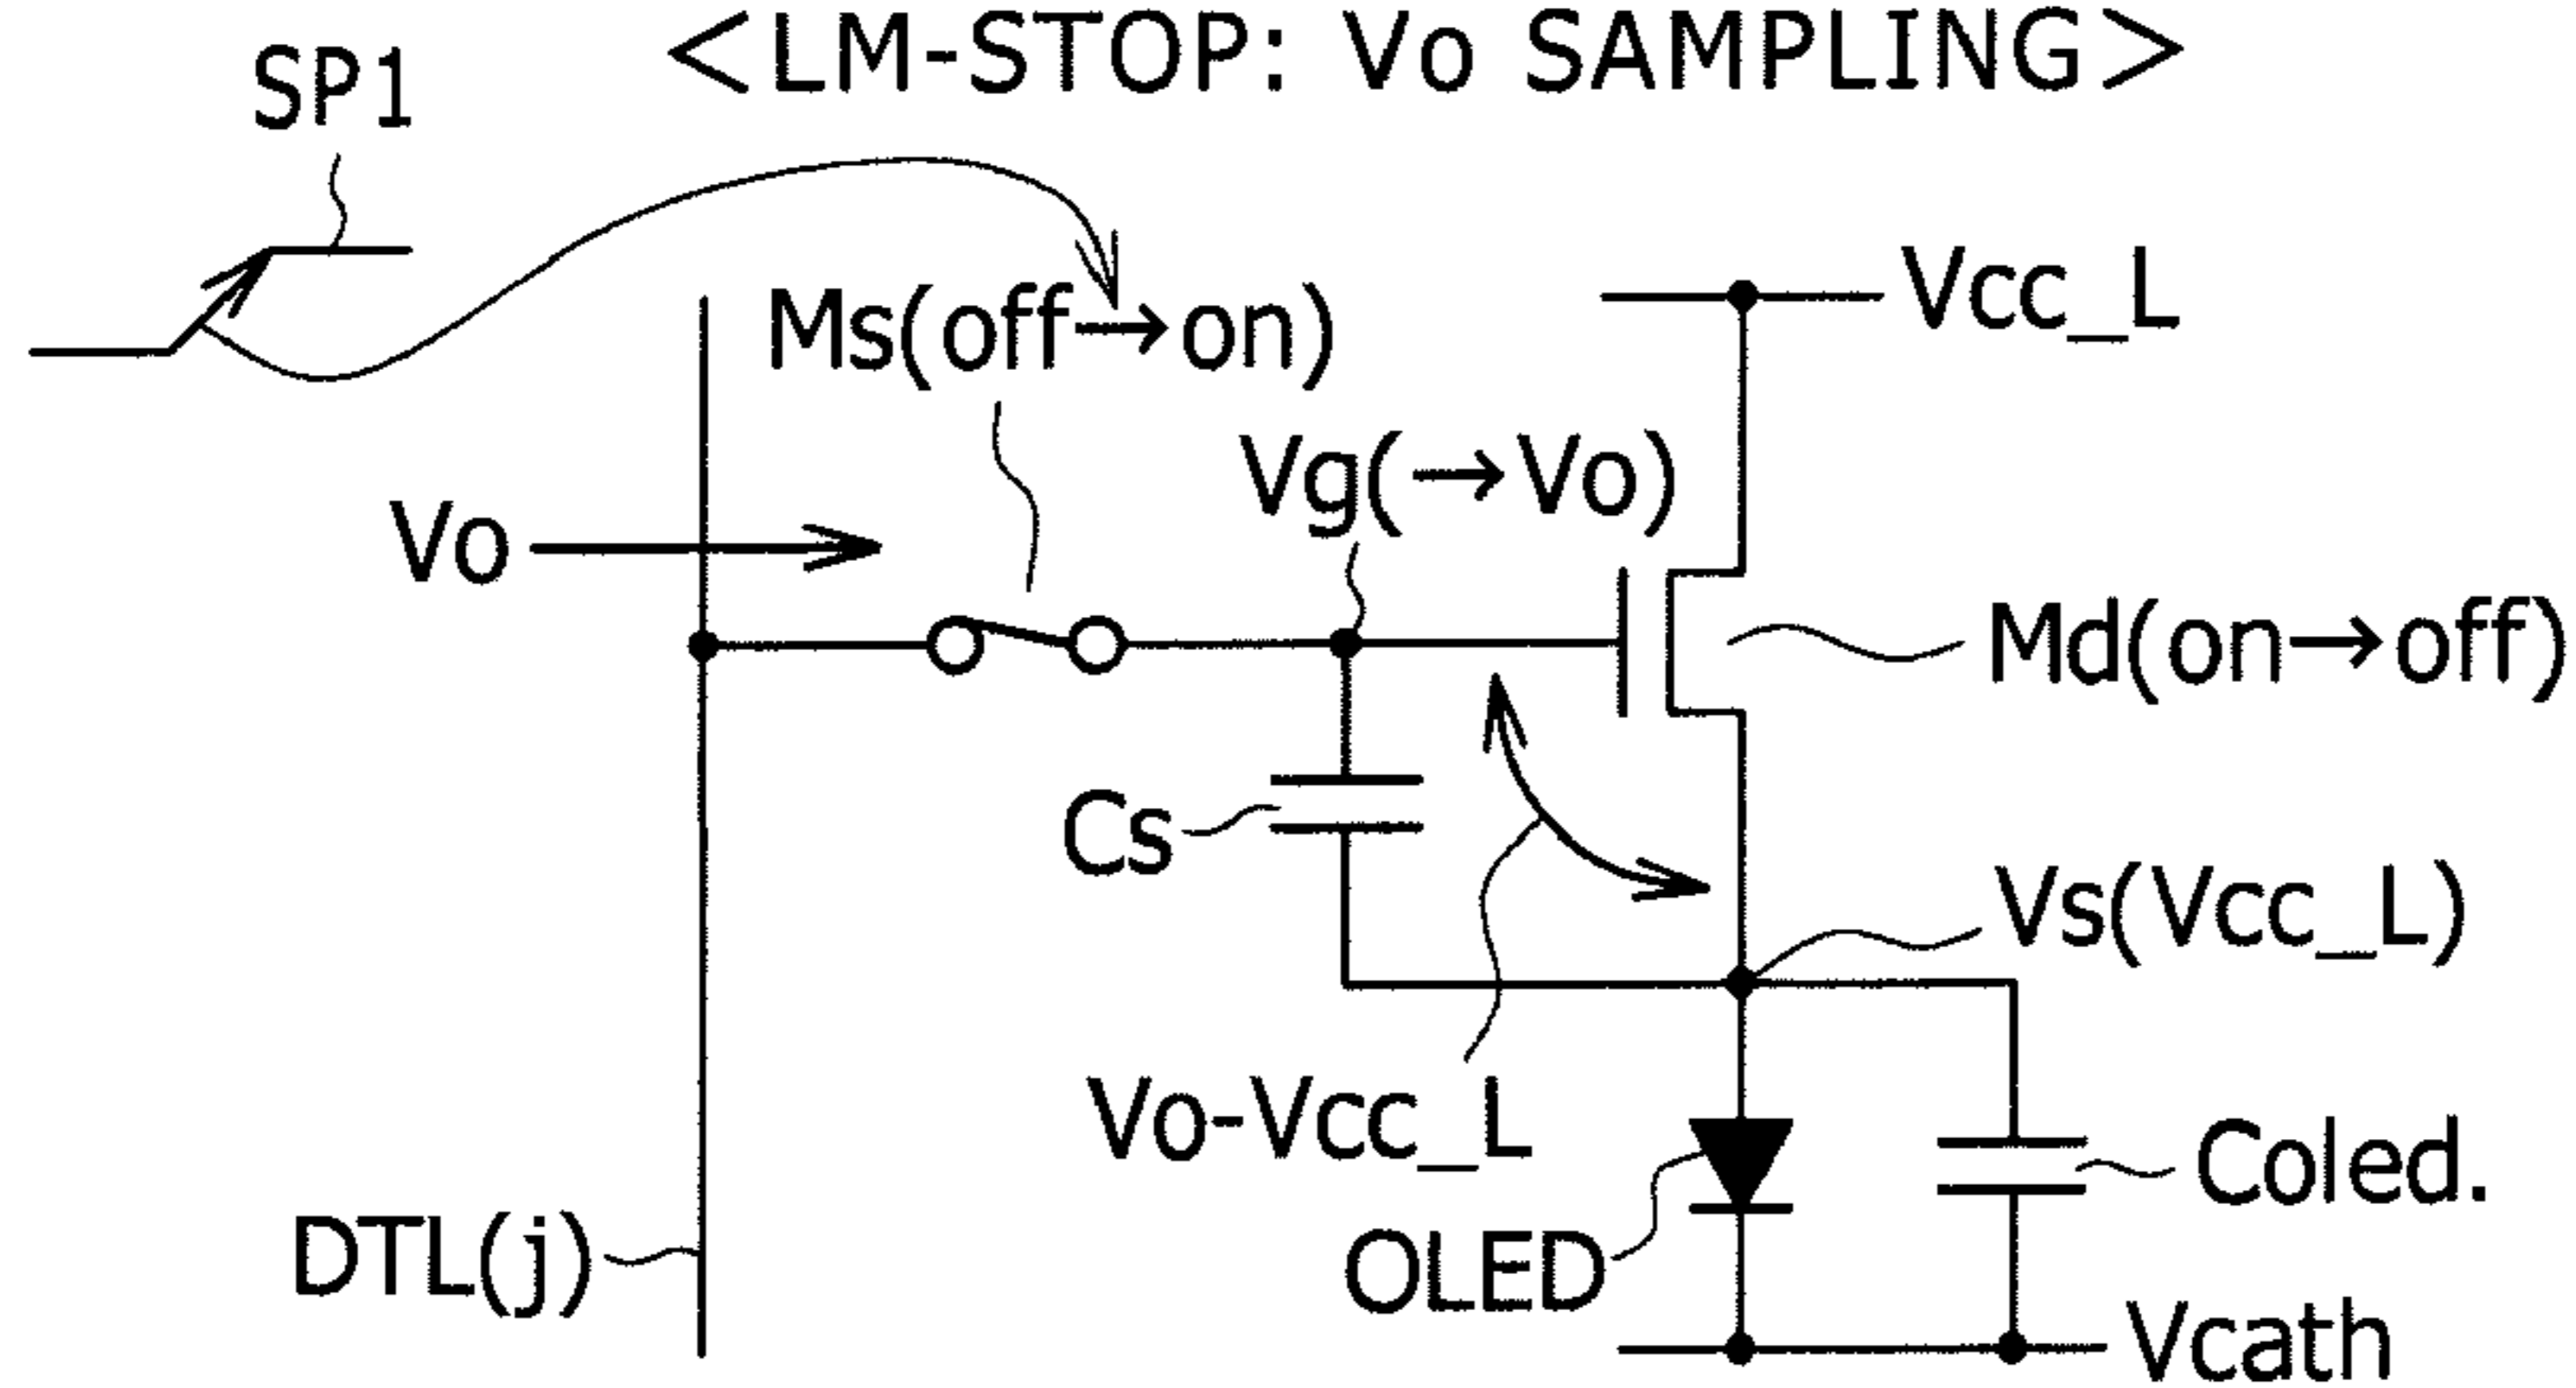 <LM-STOP: Vo SAMPLING>
SP1
Ms(off→on)
Vcc_L
Vg(→Vo)
Vo
Md(on→off)
Cs
Vs(Vcc_L)
Vo-Vcc_L
Coled.
DTL(j)
OLED
Vcath